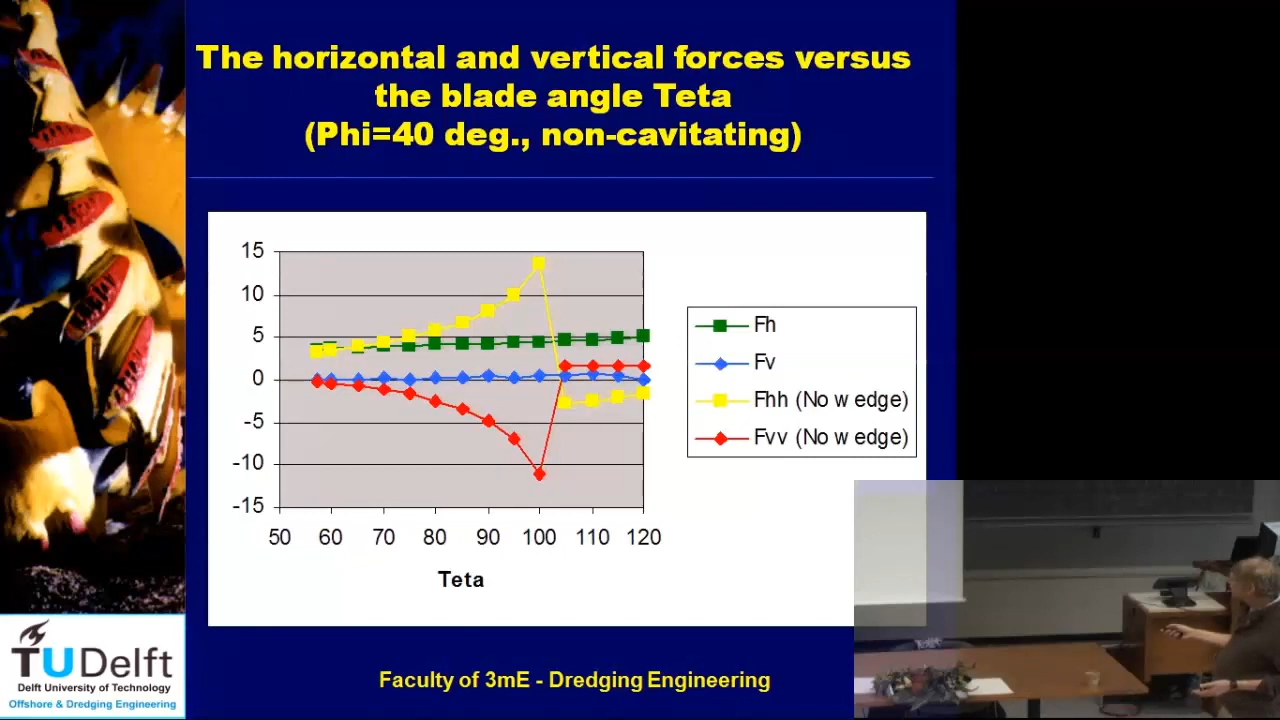 The horizontal and vertical forces versus
the blade angle Teta
(Phi=40 deg., non-cavitating)
15
10
5
0
-5
-10
-15
50 60 70 80 90 100 110 120
Teta
Fh
Fv
Fhh (No w edge)
Fvv (No w edge)
TUDelft
Delft University of Technology
Offshore & Dredging Engineering
Faculty of 3mE - Dredging Engineering